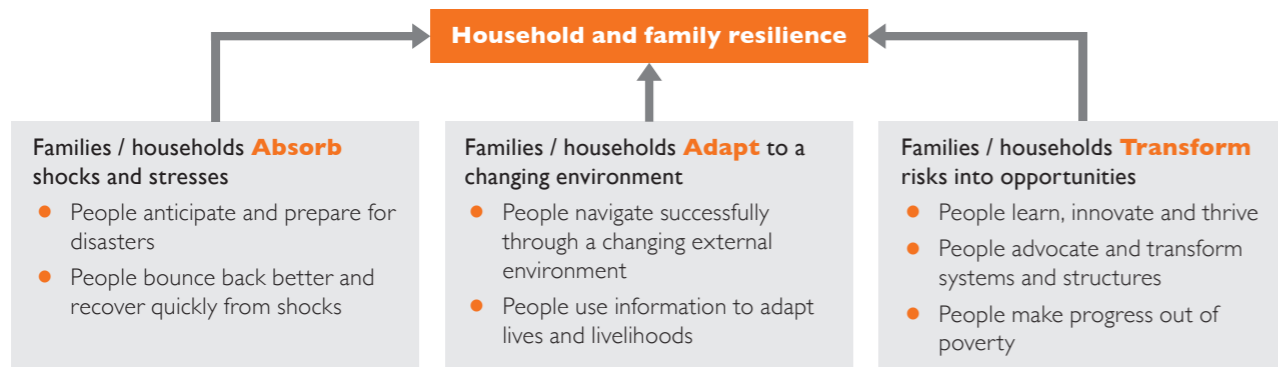 Household and family resilience
Families / households Absorb
shocks and stresses
● People anticipate and prepare for
disasters
● People bounce back better and
recover quickly from shocks
Families / households Adapt to a
changing environment
● People navigate successfully
through a changing external
environment
● People use information to adapt
lives and livelihoods
Families / households Transform
risks into opportunities
● People learn, innovate and thrive
● People advocate and transform
systems and structures
● People make progress out of
poverty